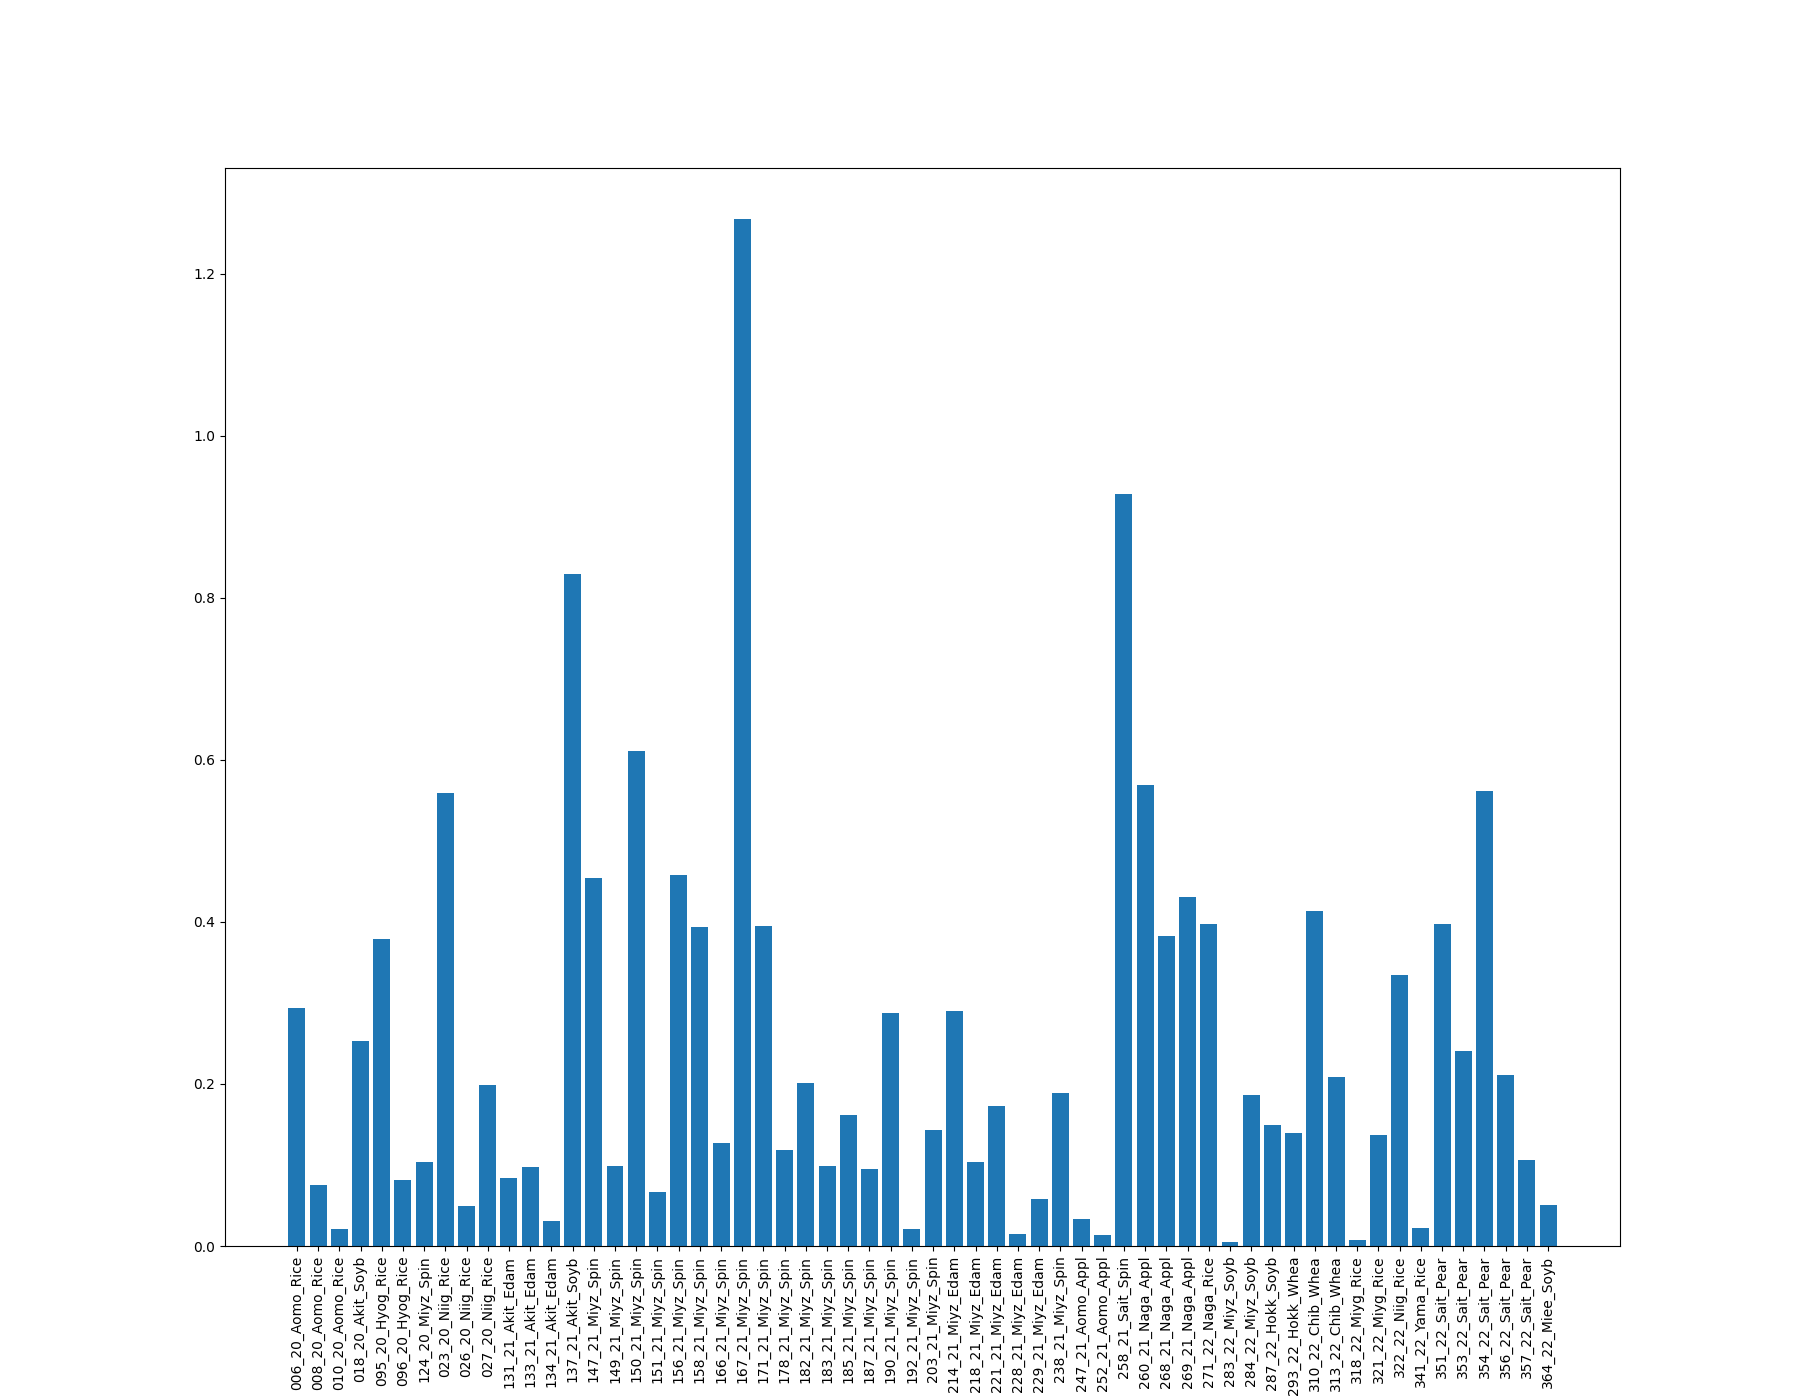 1.2
1.0
0.8
0.6
0.4
0.2
0.0
006_20_Aomo_Rice
008_20_Aomo_Rice
010_20_Aomo_Rice
018_20_Akit_Soyb
095_20_Hyog_Rice
096_20_Hyog_Rice
124_20_Miyz_Spin
023_20_Niig_Rice
026_20_Niig_Rice
027_20_Niig_Rice
131_21_Akit_Edam
133_21_Akit_Edam
134_21_Akit_Edam
137_21_Akit_Soyb
147_21_Miyz_Spin
149_21_Miyz_Spin
150_21_Miyz_Spin
151_21_Miyz_Spin
156_21_Miyz_Spin
158_21_Miyz_Spin
166_21_Miyz_Spin
167_21_Miyz_Spin
171_21_Miyz_Spin
178_21_Miyz_Spin
182_21_Miyz_Spin
183_21_Miyz_Spin
185_21_Miyz_Spin
187_21_Miyz_Spin
190_21_Miyz_Spin
192_21_Miyz_Spin
203_21_Miyz_Spin
214_21_Miyz_Edam
218_21_Miyz_Edam
221_21_Miyz_Edam
228_21_Miyz_Edam
229_21_Miyz_Edam
238_21_Miyz_Spin
247_21_Aomo_Appl
252_21_Aomo_Appl
258_21_Sait_Spin
260_21_Naga_Appl
268_21_Naga_Appl
269_21_Naga_Appl
271_22_Naga_Rice
283_22_Miyz_Soyb
284_22_Miyz_Soyb
287_22_Hokk_Soyb
293_22_Hokk_Whea
310_22_Chib_Whea
313_22_Chib_Whea
318_22_Miyg_Rice
321_22_Miyg_Rice
322_22_Niig_Rice
341_22_Yama_Rice
351_22_Sait_Pear
353_22_Sait_Pear
354_22_Sait_Pear
356_22_Sait_Pear
357_22_Sait_Pear
364_22_Miee_Soyb